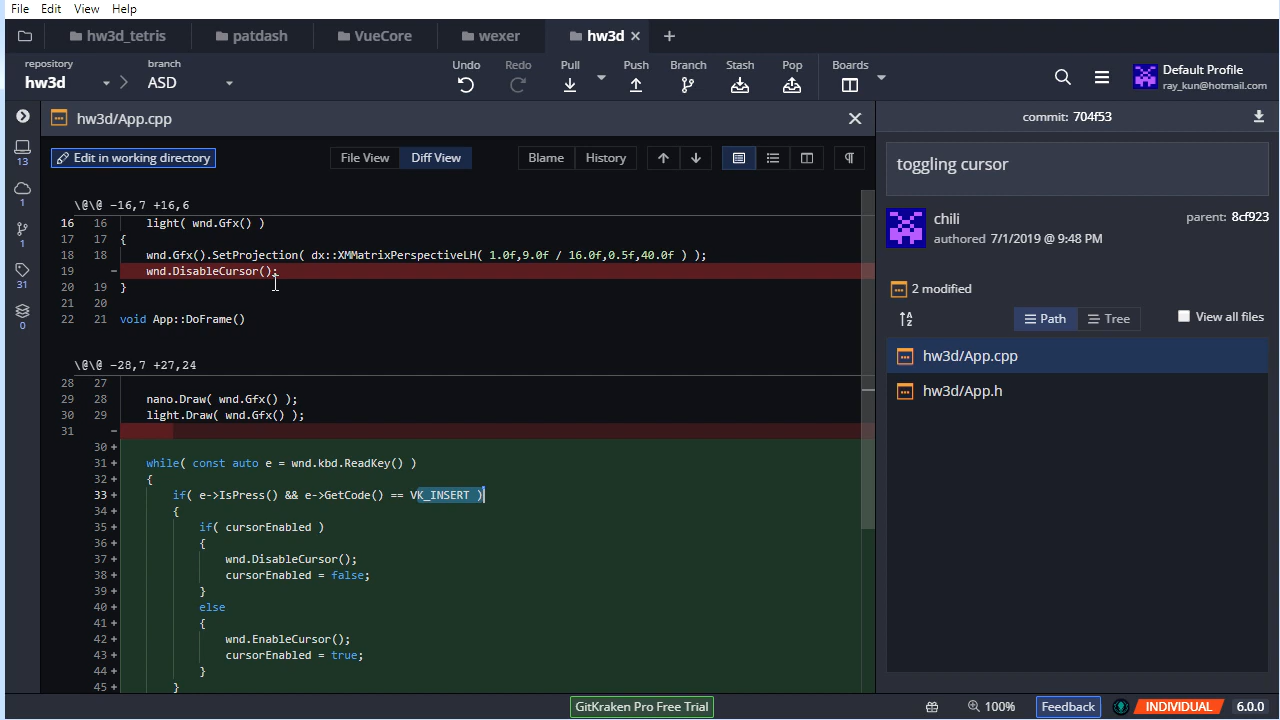 File Edit View Help
hw3d_tetris patdash VueCore wexer hw3d
repository branch Undo Redo Pull Push Branch Stash Pop Boards Default Profile
hw3d ASD ray_kun@hotmail.com
hw3d/App.cpp commit: 704f53
Edit in working directory File View Diff View Blame History toggling cursor
\@\@ -16,7 +16,6
16 16 light( wnd.Gfx() ) chili parent: 8cf923
17 17 { authored 7/1/2019 @ 9:48 PM
18 18 wnd.Gfx().SetProjection( dx::XMMatrixPerspectiveLH( 1.0f,9.0f / 16.0f,0.5f,40.0f ) );
19 - wnd.DisableCursor();
20 19 } 2 modified
21 20
22 21 void App::DoFrame() Path Tree View all files
\@\@ -28,7 +27,24 hw3d/App.cpp
28 27
29 28 nano.Draw( wnd.Gfx() ); hw3d/App.h
30 29 light.Draw( wnd.Gfx() );
31 -
30 +
31 + while( const auto e = wnd.kbd.ReadKey() )
32 + {
33 + if( e->IsPress() && e->GetCode() == VK_INSERT )
34 + {
35 + if( cursorEnabled )
36 + {
37 + wnd.DisableCursor();
38 + cursorEnabled = false;
39 + }
40 + else
41 + {
42 + wnd.EnableCursor();
43 + cursorEnabled = true;
44 + }
45 + }
13
1
1
31
0
GitKraken Pro Free Trial 100% Feedback INDIVIDUAL 6.0.0